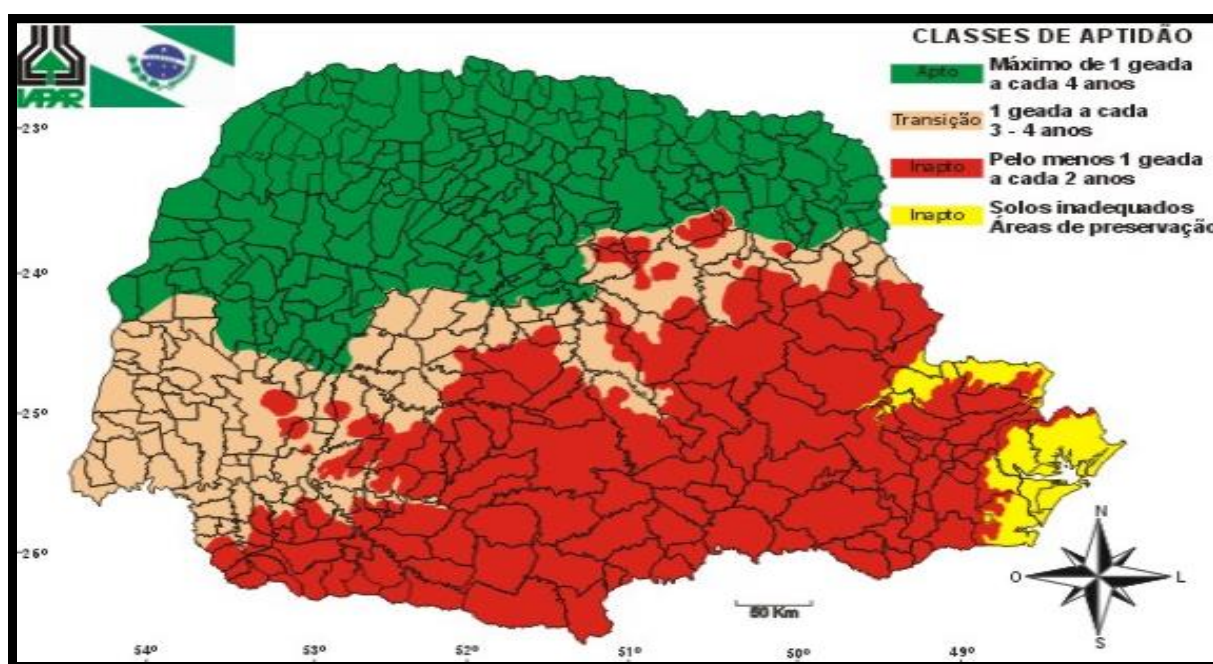 IAPAR
CLASSES DE APTIDÃO
Apto Máximo de 1 geada
a cada 4 anos
Transição 1 geada a cada
3 - 4 anos
Inapto Pelo menos 1 geada
a cada 2 anos
Inapto Solos inadequados
Áreas de preservação
-23º
-24º
-25º
-26º
N
O L
S
50 Km
54º 53º 52º 51º 50º 49º